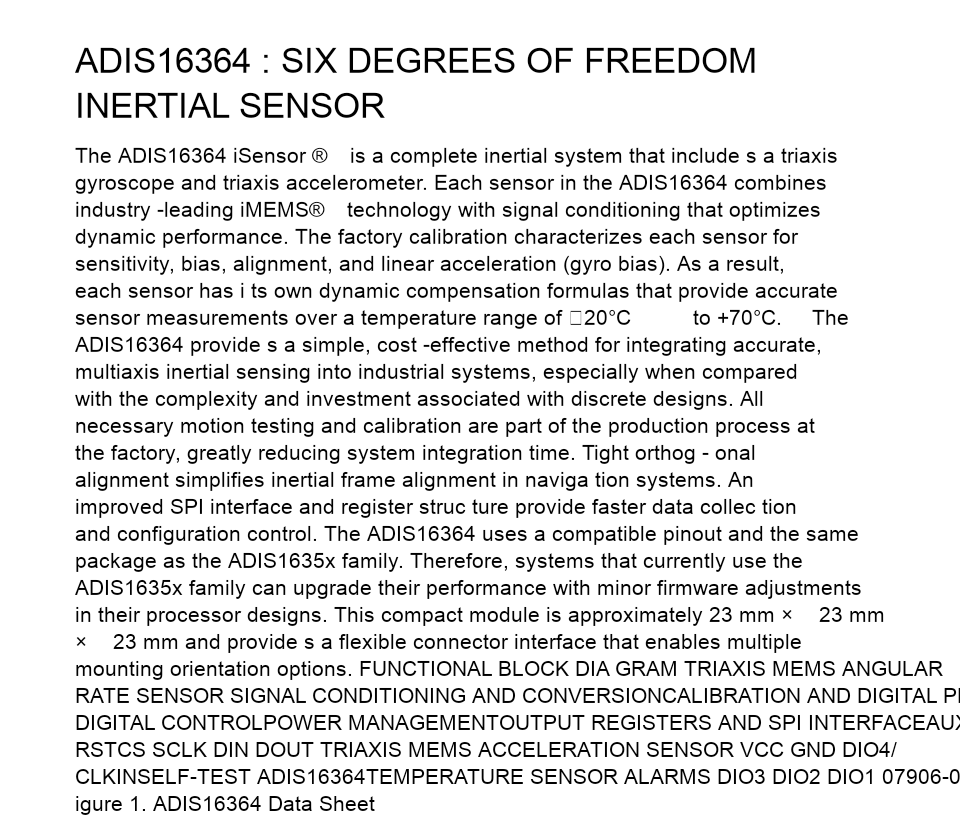 ADIS16364 : SIX DEGREES OF FREEDOM
INERTIAL SENSOR
The ADIS16364 iSensor ® is a complete inertial system that include s a triaxis
gyroscope and triaxis accelerometer. Each sensor in the ADIS16364 combines
industry -leading iMEMS® technology with signal conditioning that optimizes
dynamic performance. The factory calibration characterizes each sensor for
sensitivity, bias, alignment, and linear acceleration (gyro bias). As a result,
each sensor has i ts own dynamic compensation formulas that provide accurate
sensor measurements over a temperature range of □20°C to +70°C. The
ADIS16364 provide s a simple, cost -effective method for integrating accurate,
multiaxis inertial sensing into industrial systems, especially when compared
with the complexity and investment associated with discrete designs. All
necessary motion testing and calibration are part of the production process at
the factory, greatly reducing system integration time. Tight orthog - onal
alignment simplifies inertial frame alignment in naviga tion systems. An
improved SPI interface and register struc ture provide faster data collec tion
and configuration control. The ADIS16364 uses a compatible pinout and the same
package as the ADIS1635x family. Therefore, systems that currently use the
ADIS1635x family can upgrade their performance with minor firmware adjustments
in their processor designs. This compact module is approximately 23 mm × 23 mm
× 23 mm and provide s a flexible connector interface that enables multiple
mounting orientation options. FUNCTIONAL BLOCK DIA GRAM TRIAXIS MEMS ANGULAR
RATE SENSOR SIGNAL CONDITIONING AND CONVERSIONCALIBRATION AND DIGITAL
DIGITAL CONTROLPOWER MANAGEMENTOUTPUT REGISTERS AND SPI INTERFACEAUX
RSTCS SCLK DIN DOUT TRIAXIS MEMS ACCELERATION SENSOR VCC GND DIO4/
CLKINSELF-TEST ADIS16364TEMPERATURE SENSOR ALARMS DIO3 DIO2 DIO1 07906-0
igure 1. ADIS16364 Data Sheet